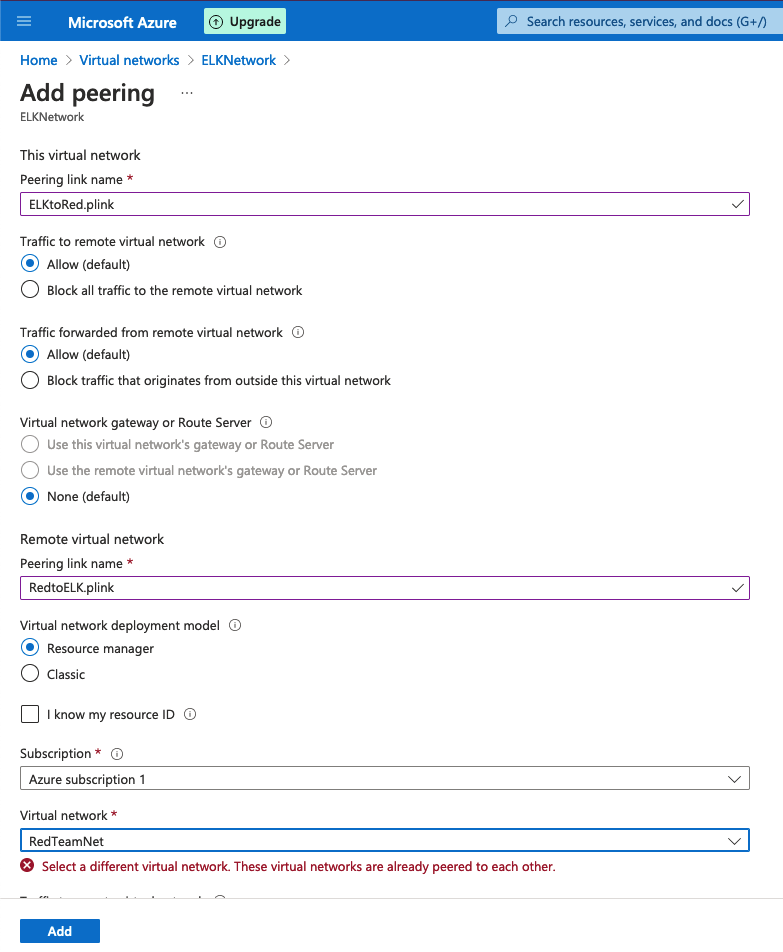 Microsoft Azure
Upgrade
Search resources, services, and docs (G+/)
Home > Virtual networks > ELKNetwork >
Add peering ...
ELKNetwork
This virtual network
Peering link name *
ELKtoRed.plink
Traffic to remote virtual network
Allow (default)
Block all traffic to the remote virtual network
Traffic forwarded from remote virtual network
Allow (default)
Block traffic that originates from outside this virtual network
Virtual network gateway or Route Server
Use this virtual network's gateway or Route Server
Use the remote virtual network's gateway or Route Server
None (default)
Remote virtual network
Peering link name *
RedtoELK.plink
Virtual network deployment model
Resource manager
Classic
I know my resource ID
Subscription *
Azure subscription 1
Virtual network *
RedTeamNet
Select a different virtual network. These virtual networks are already peered to each other.
Add